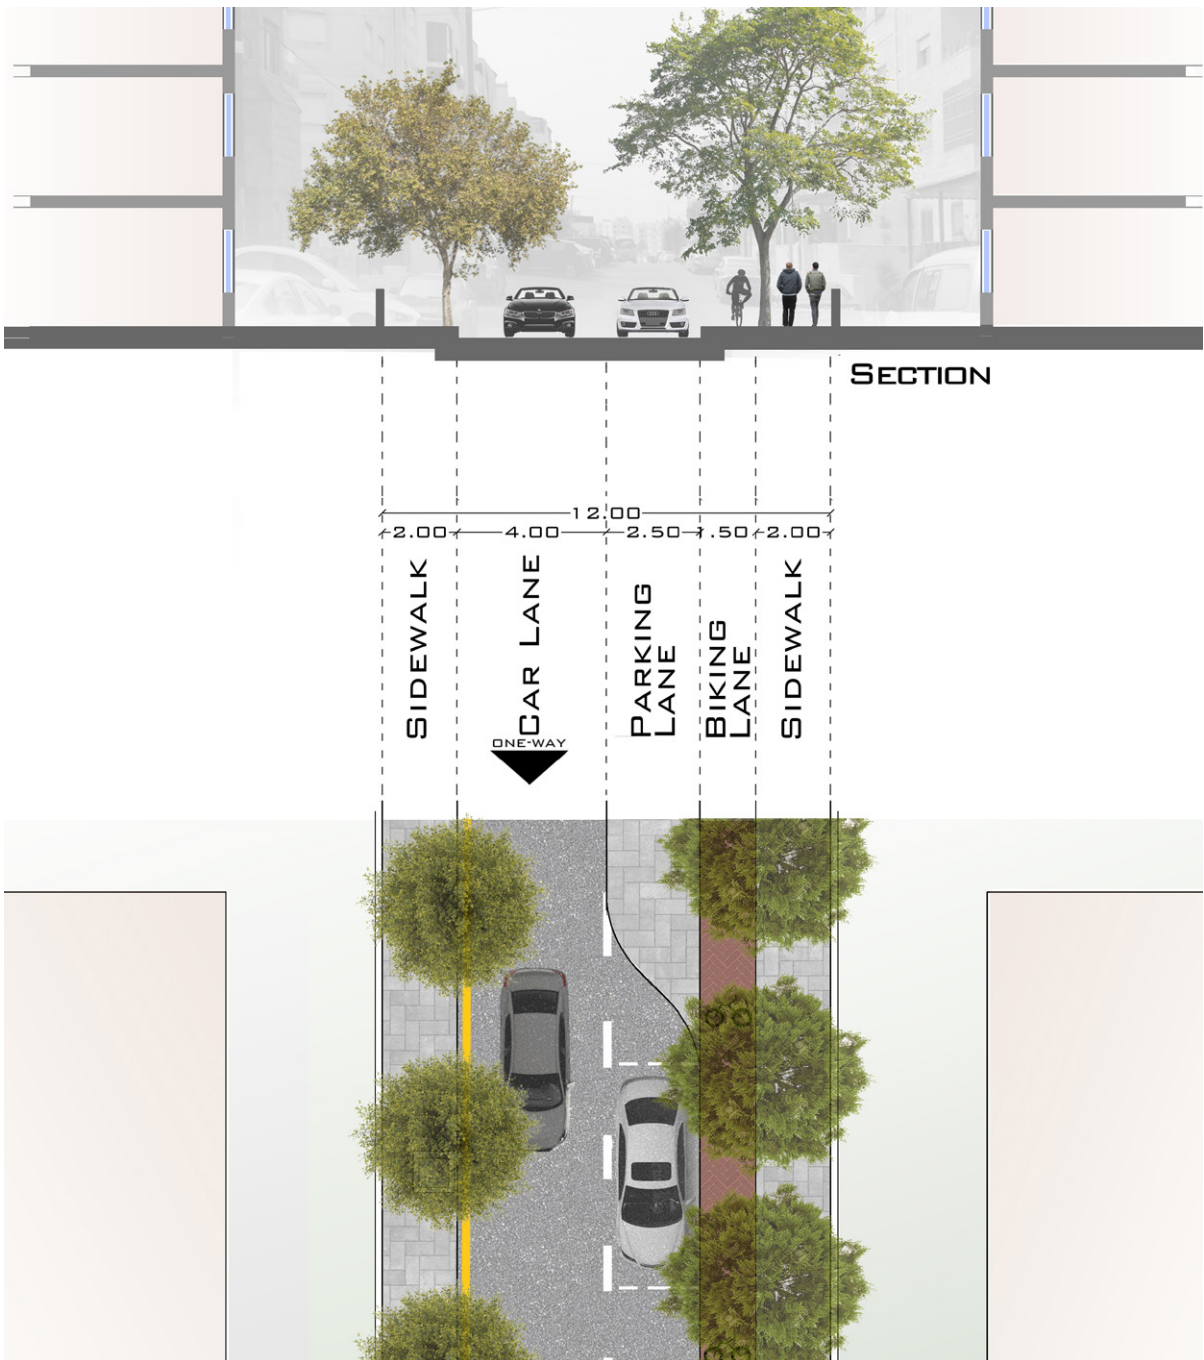 SECTION
12.00
2.00 4.00 2.50 .50 2.00
SIDEWALK
CAR LANE
PARKING
LANE
BIKING
LANE
SIDEWALK
ONE-WAY